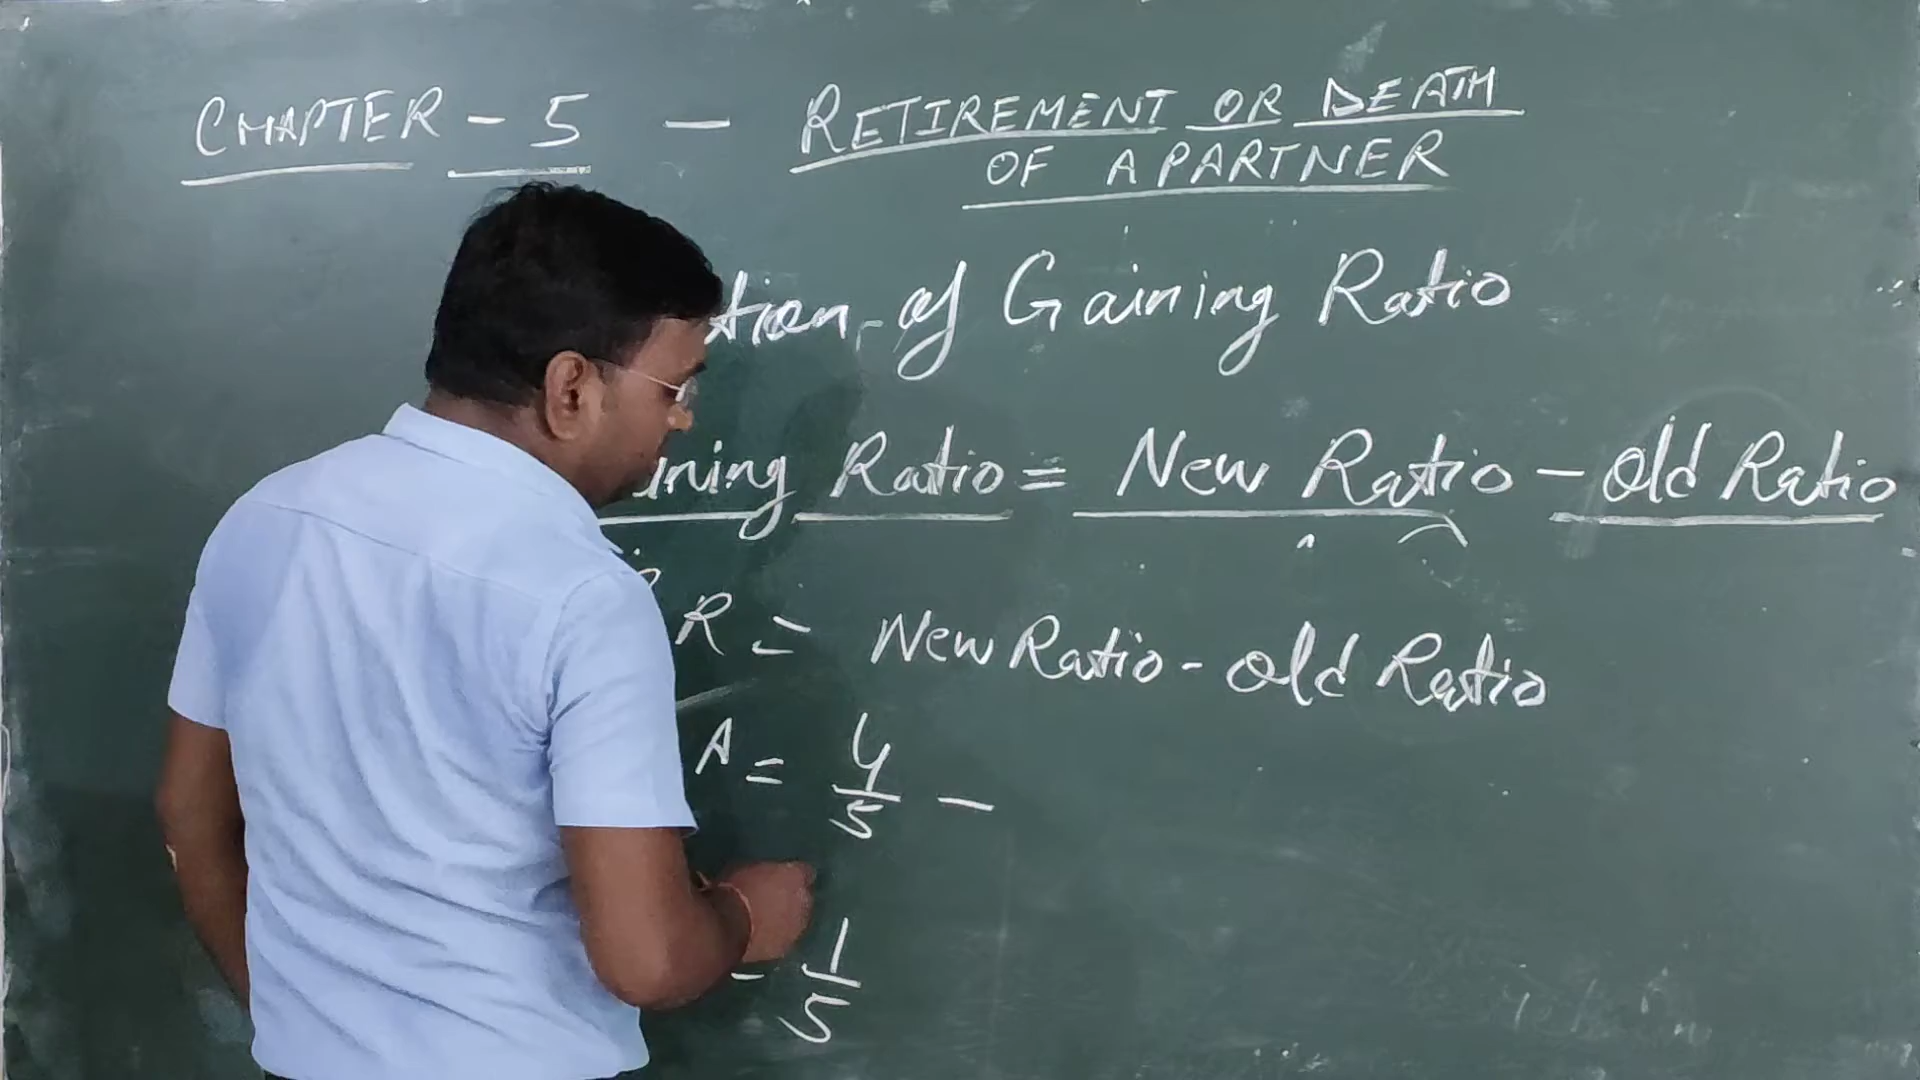 CHAPTER - 5 - RETIREMENT OR DEATH
OF A PARTNER
of Gaining Ratio
Ratio = New Ratio - Old Ratio
R = New Ratio - Old Ratio
A = 4/5 -
- 1/5